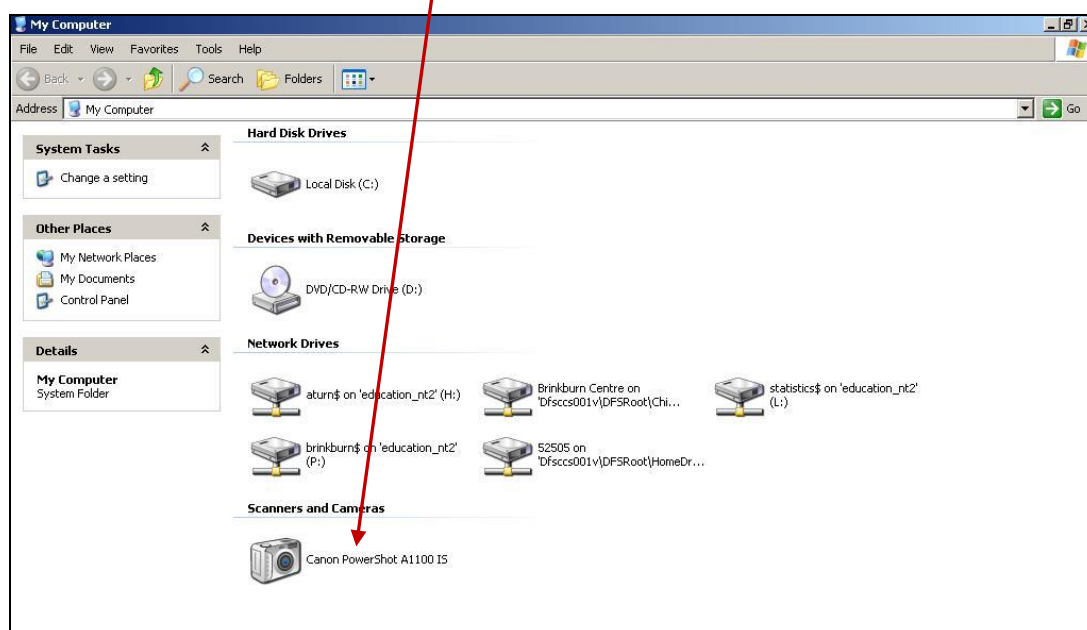 My Computer
File Edit View Favorites Tools Help
Back Search Folders
Address My Computer Go
System Tasks
Change a setting
Other Places
My Network Places
My Documents
Control Panel
Details
My Computer
System Folder
Hard Disk Drives
Local Disk (C:)
Devices with Removable Storage
DVD/CD-RW Drive (D:)
Network Drives
aturn$ on 'education_nt2' (H:)
Brinkburn Centre on
'Dfsccs001v\DFSRoot\Chi...
statistics$ on 'education_nt2'
(L:)
brinkburn$ on 'education_nt2'
(P:)
52505 on
'Dfsccs001v\DFSRoot\HomeDr...
Scanners and Cameras
Canon PowerShot A1100 IS